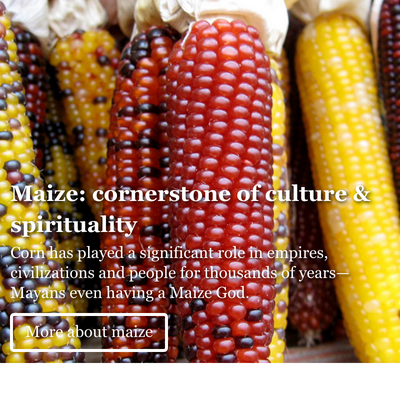 Maize: cornerstone of culture &
spirituality
Corn has played a significant role in empires,
civilizations and people for thousands of years—
Mayans even having a Maize God.
More about maize